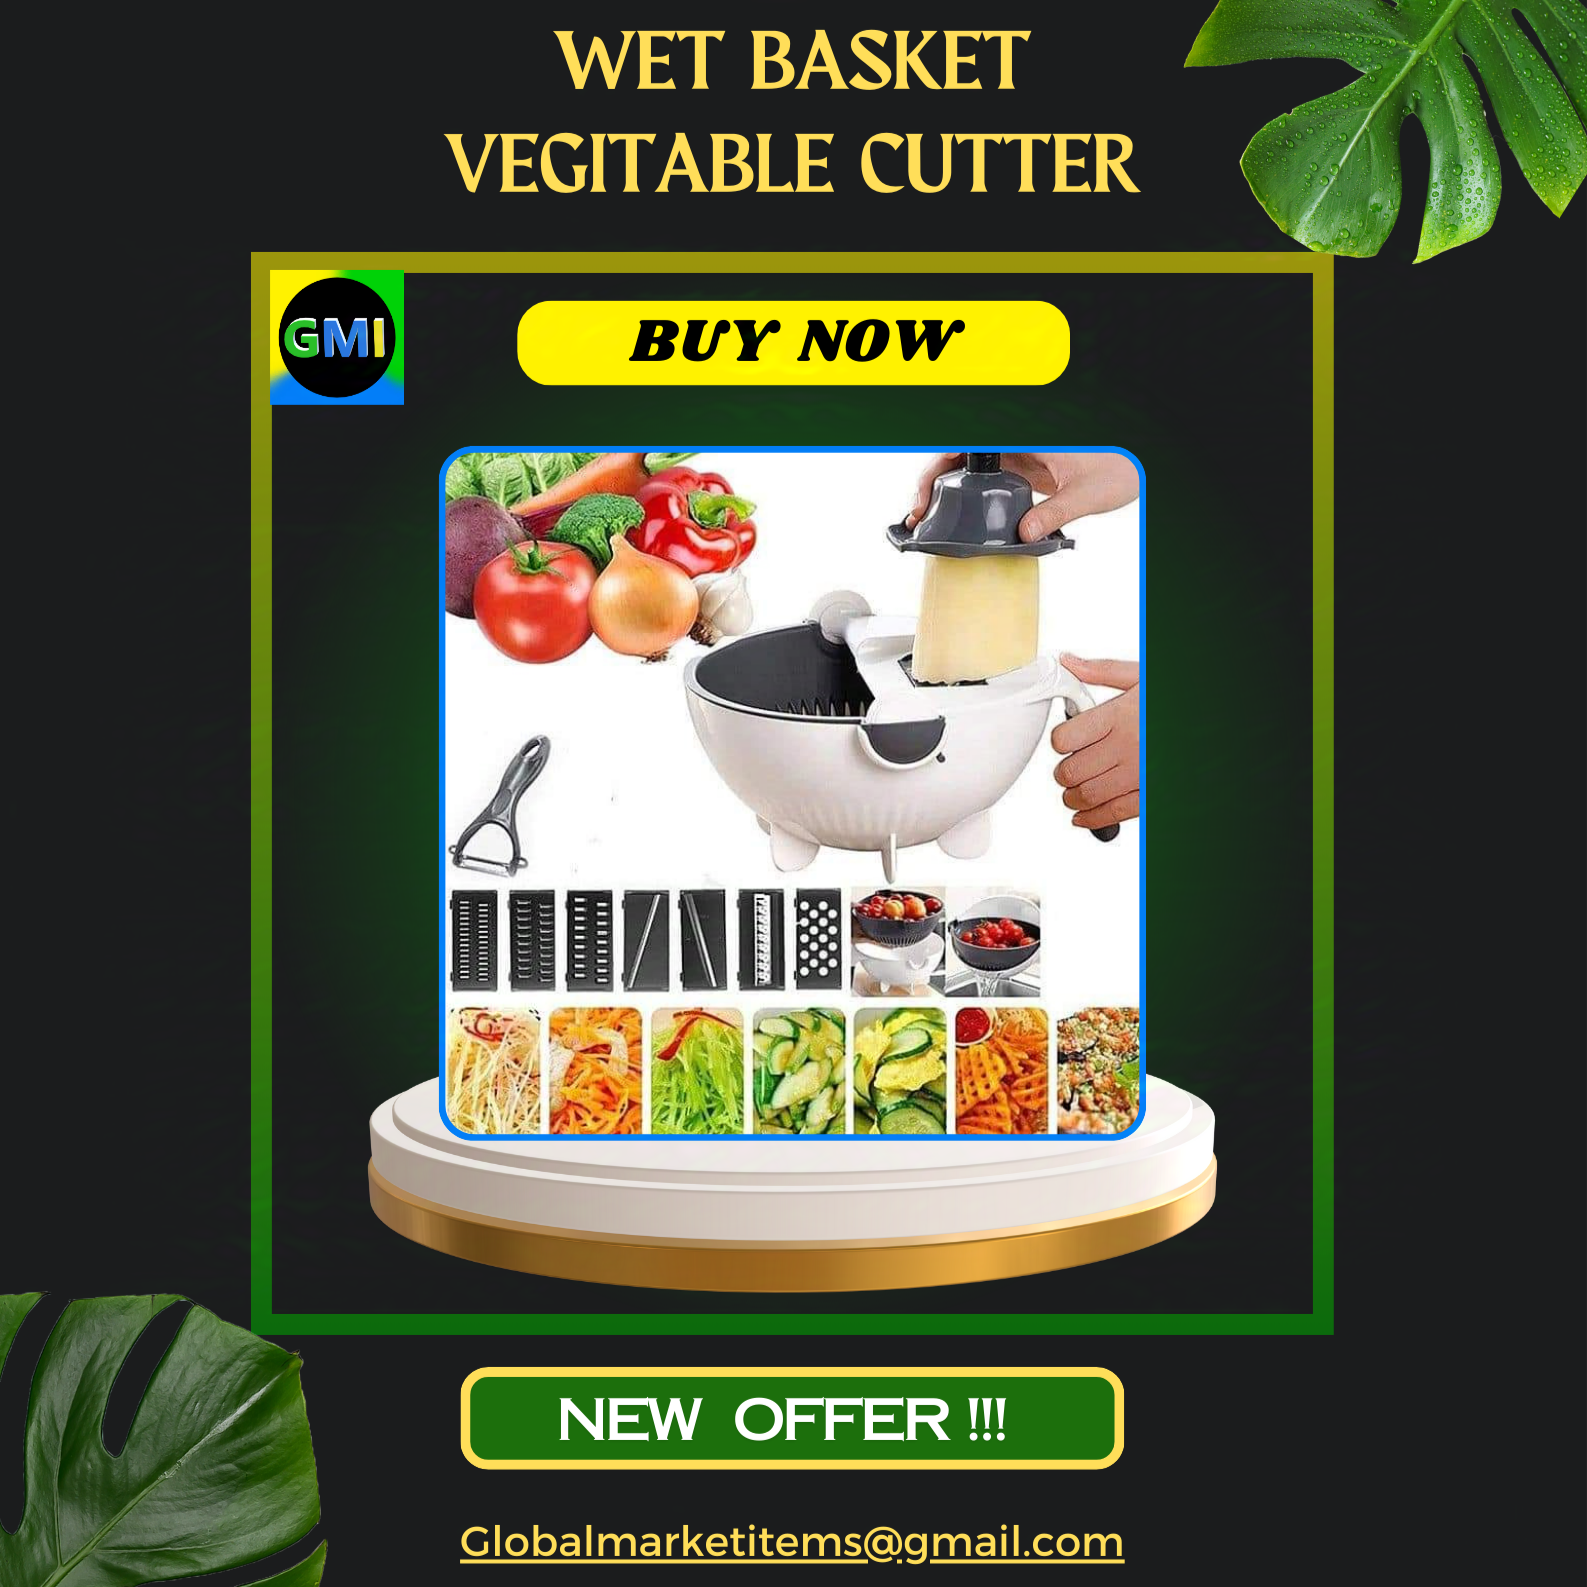 WET BASKET
VEGITABLE CUTTER
GMI
BUY NOW
NEW OFFER !!!
Globalmarketitems@gmail.com